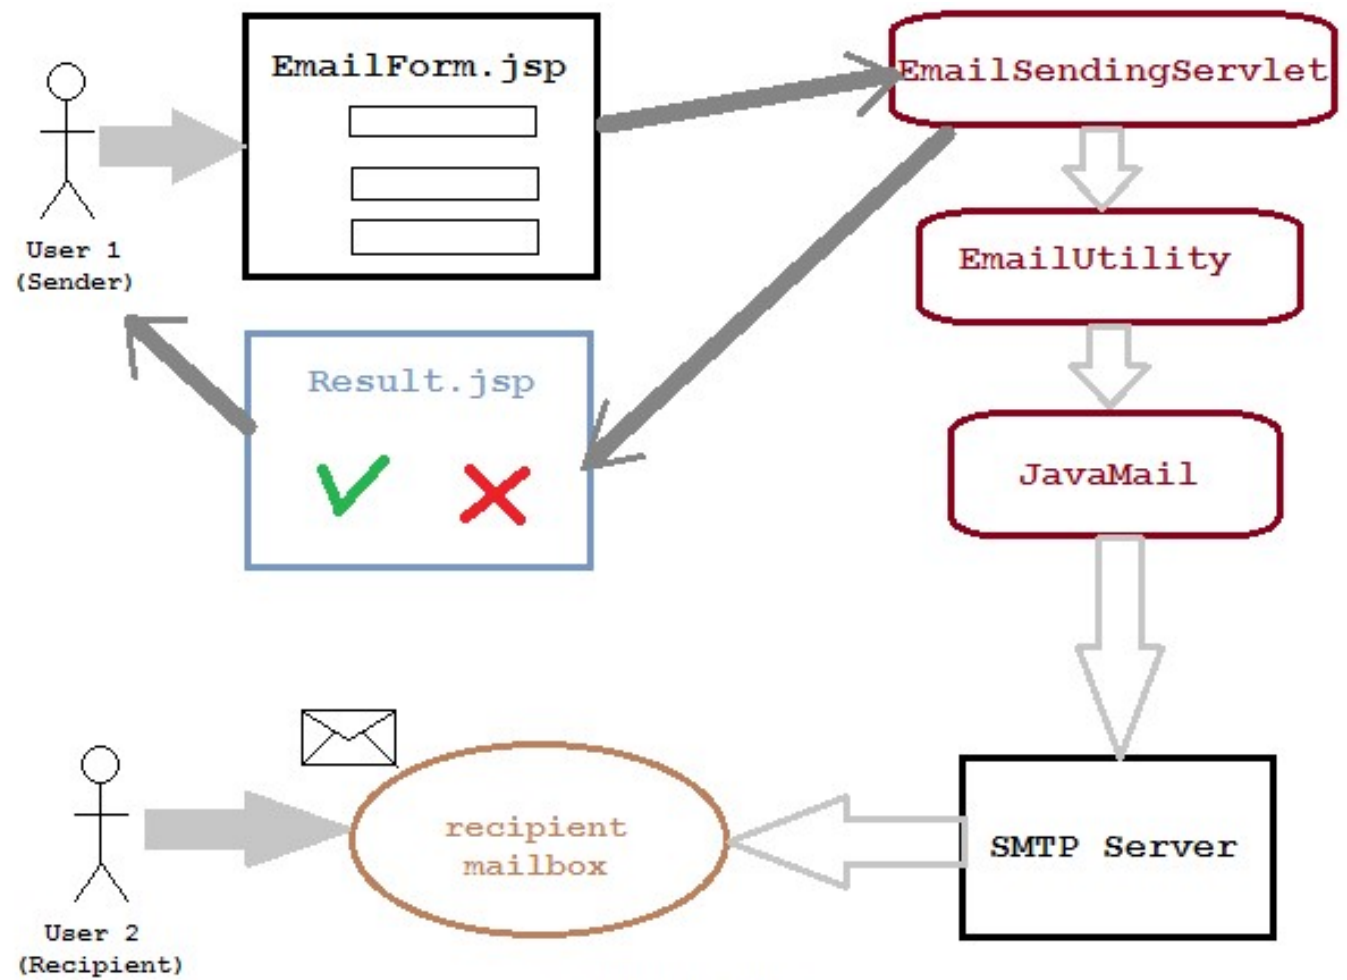 EmailForm.jsp
EmailSendingServlet
User 1
(Sender)
EmailUtility
Result.jsp
JavaMail
recipient
mailbox
SMTP Server
User 2
(Recipient)